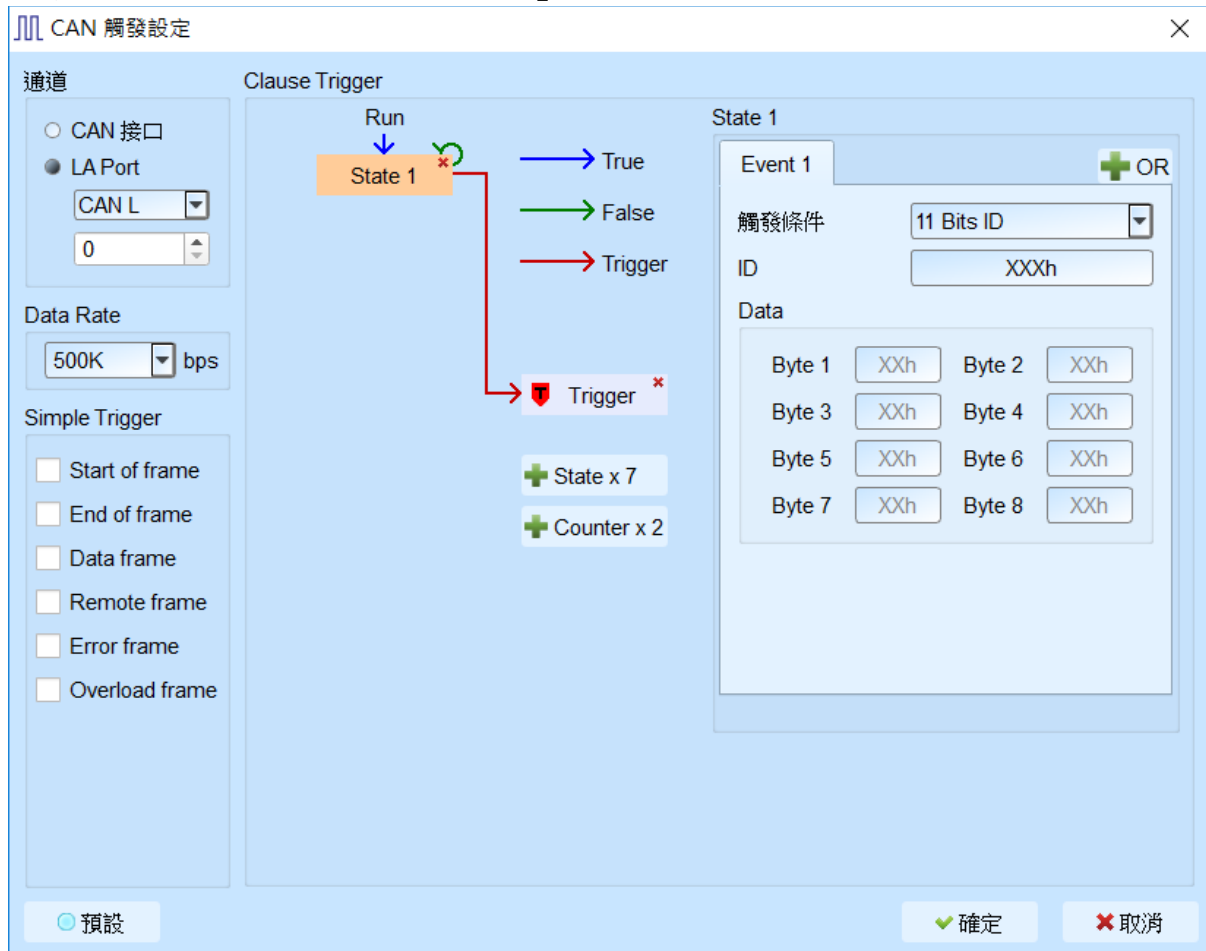 CAN 觸發設定
通道
CAN 接口
LA Port
CAN L
0
Data Rate
500K bps
Simple Trigger
Start of frame
End of frame
Data frame
Remote frame
Error frame
Overload frame
Clause Trigger
Run
State 1
True
False
Trigger
T Trigger
State x 7
Counter x 2
State 1
Event 1 OR
觸發條件 11 Bits ID
ID XXXh
Data
Byte 1 XXh Byte 2 XXh
Byte 3 XXh Byte 4 XXh
Byte 5 XXh Byte 6 XXh
Byte 7 XXh Byte 8 XXh
預設 確定 取消